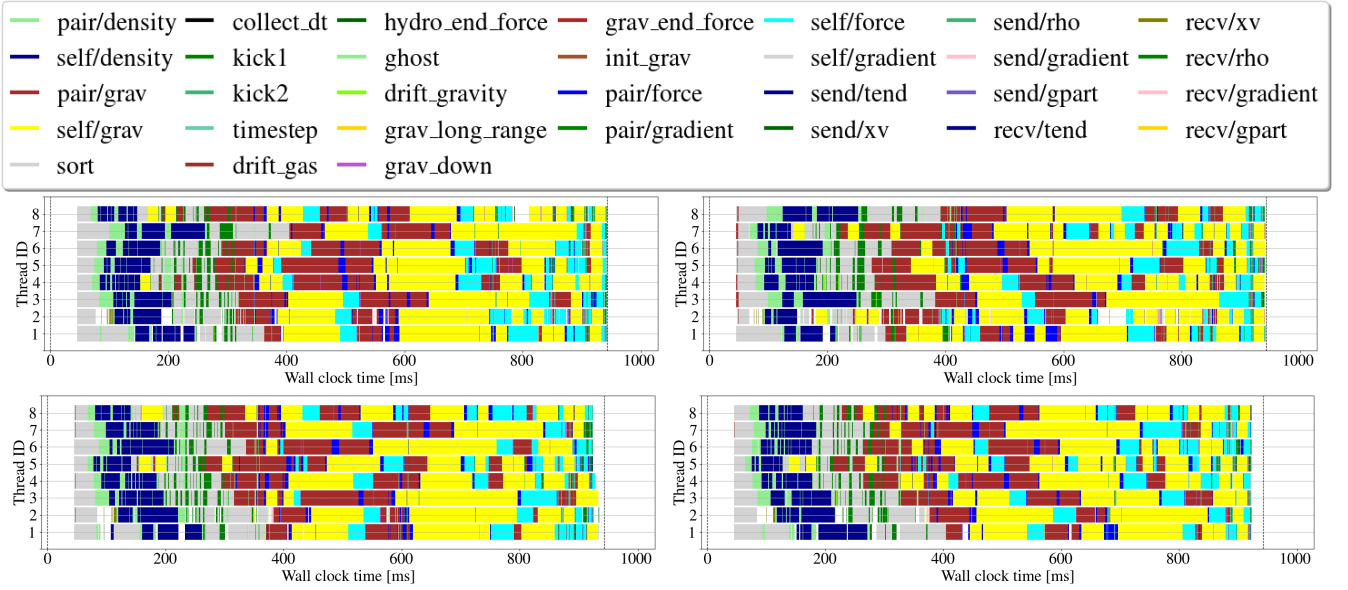 pair/density collect_dt hydro_end_force grav_end_force self/force send/rho recv/xv
self/density kick1 ghost init_grav self/gradient send/gradient recv/rho
pair/grav kick2 drift_gravity pair/force send/tend send/gpart recv/gradient
self/grav timestep grav_long_range pair/gradient send/xv recv/tend recv/gpart
sort drift_gas grav_down
Thread ID
8
7
6
5
4
3
2
1
0 200 400 600 800 1000
Wall clock time [ms]
Thread ID
8
7
6
5
4
3
2
1
0 200 400 600 800 1000
Wall clock time [ms]
Thread ID
8
7
6
5
4
3
2
1
0 200 400 600 800 1000
Wall clock time [ms]
Thread ID
8
7
6
5
4
3
2
1
0 200 400 600 800 1000
Wall clock time [ms]